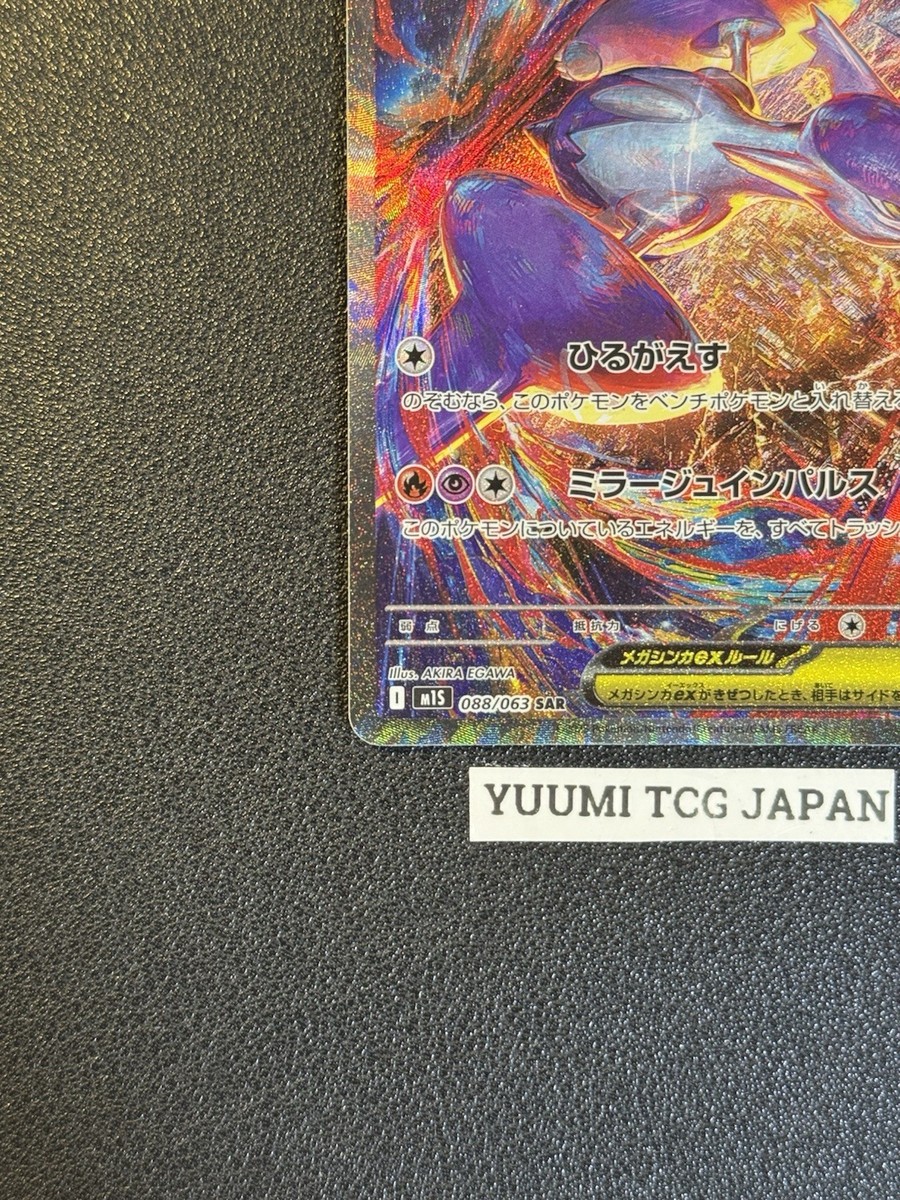 ひるがえす
のぞむなら、このポケモンをベンチポケモンと入れ替える
ミラージュインパルス
このポケモンについているエネルギーを、すべてトラッシ
弱点 抵抗力 にげる
メガシンカexルール
メガシンカexがきぜつしたとき、相手はサイドを
Illus. AKIRA EGAWA
I m1S 088/063 SAR
YUUMI TCG JAPAN